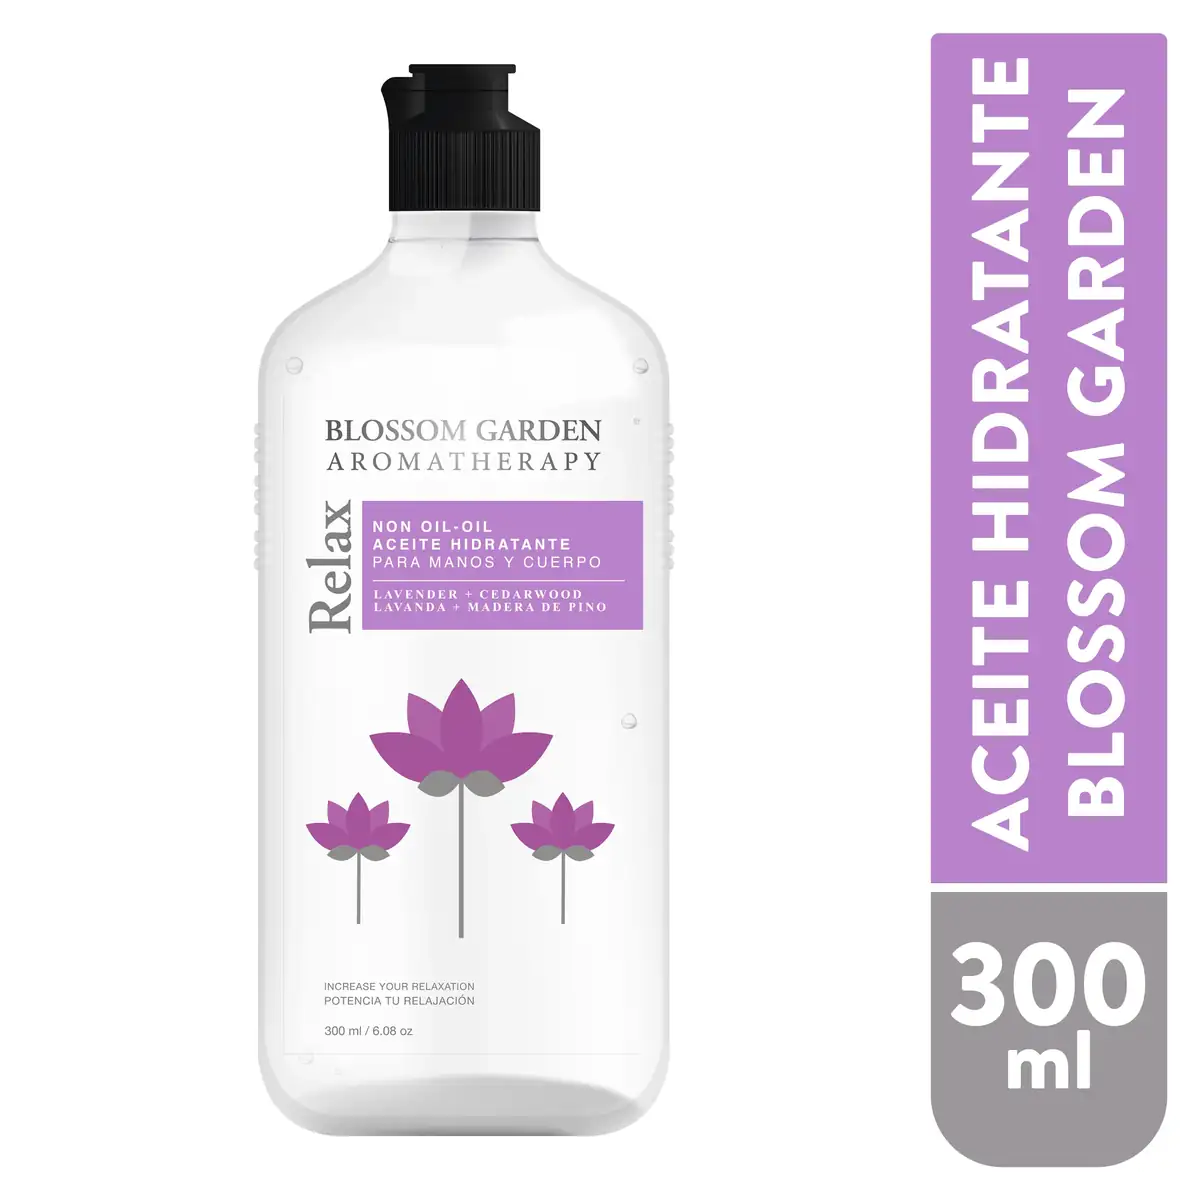 BLOSSOM GARDEN
AROMATHERAPY
Relax
NON OIL-OIL
ACEITE HIDRATANTE
PARA MANOS Y CUERPO
LAVENDER + CEDARWOOD
LAVANDA + MADERA DE PINO
INCREASE YOUR RELAXATION
POTENCIA TU RELAJACIÓN
300 ml / 6.08 oz
ACEITE HIDRATANTE
BLOSSOM GARDEN
300
ml